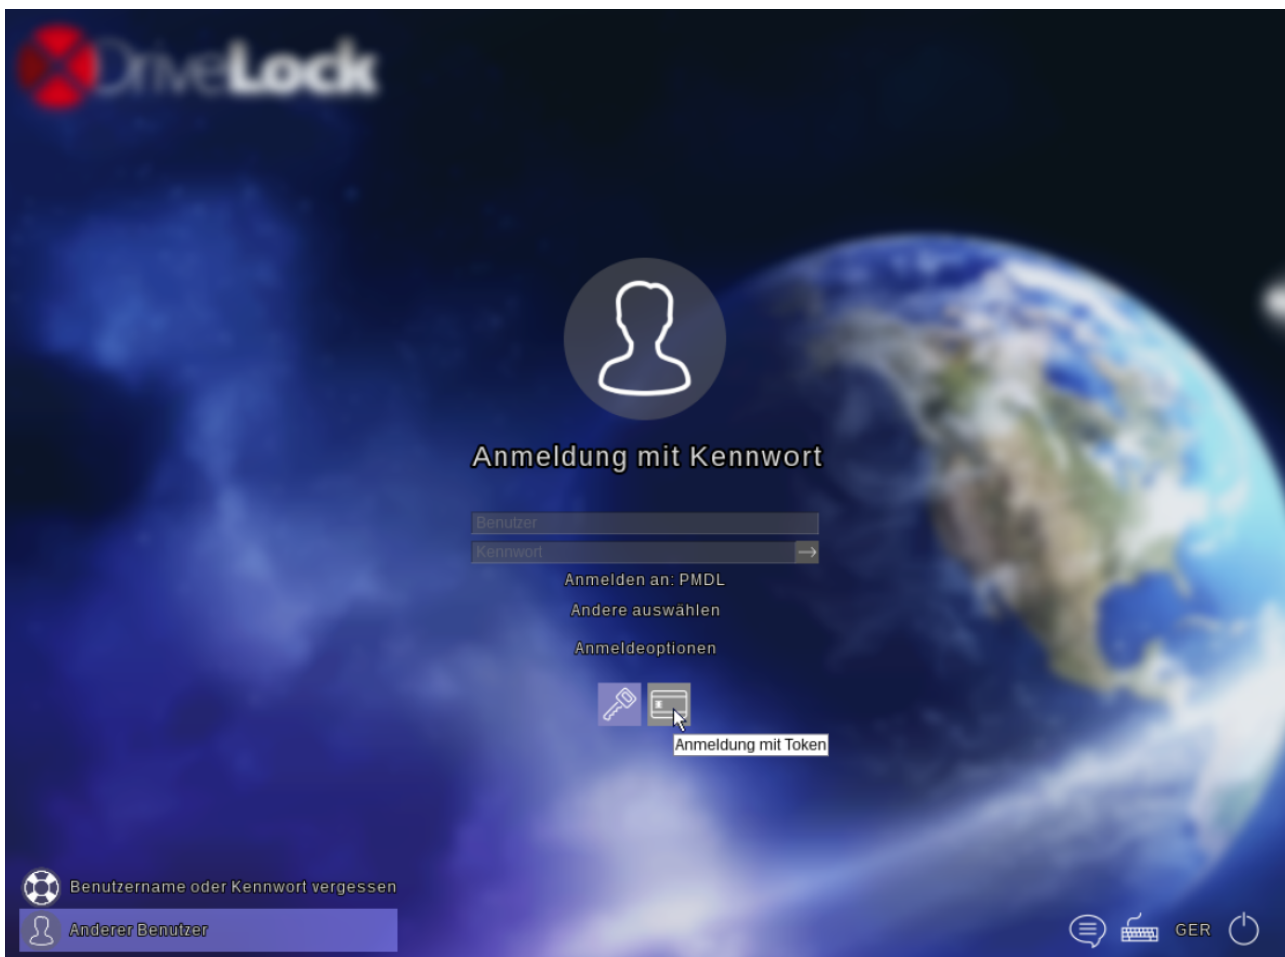 DriveLock
Anmeldung mit Kennwort
Benutzer
Kennwort
Anmelden an: PMDL
Andere auswählen
Anmeldeoptionen
Anmeldung mit Token
Benutzername oder Kennwort vergessen
Anderer Benutzer
GER